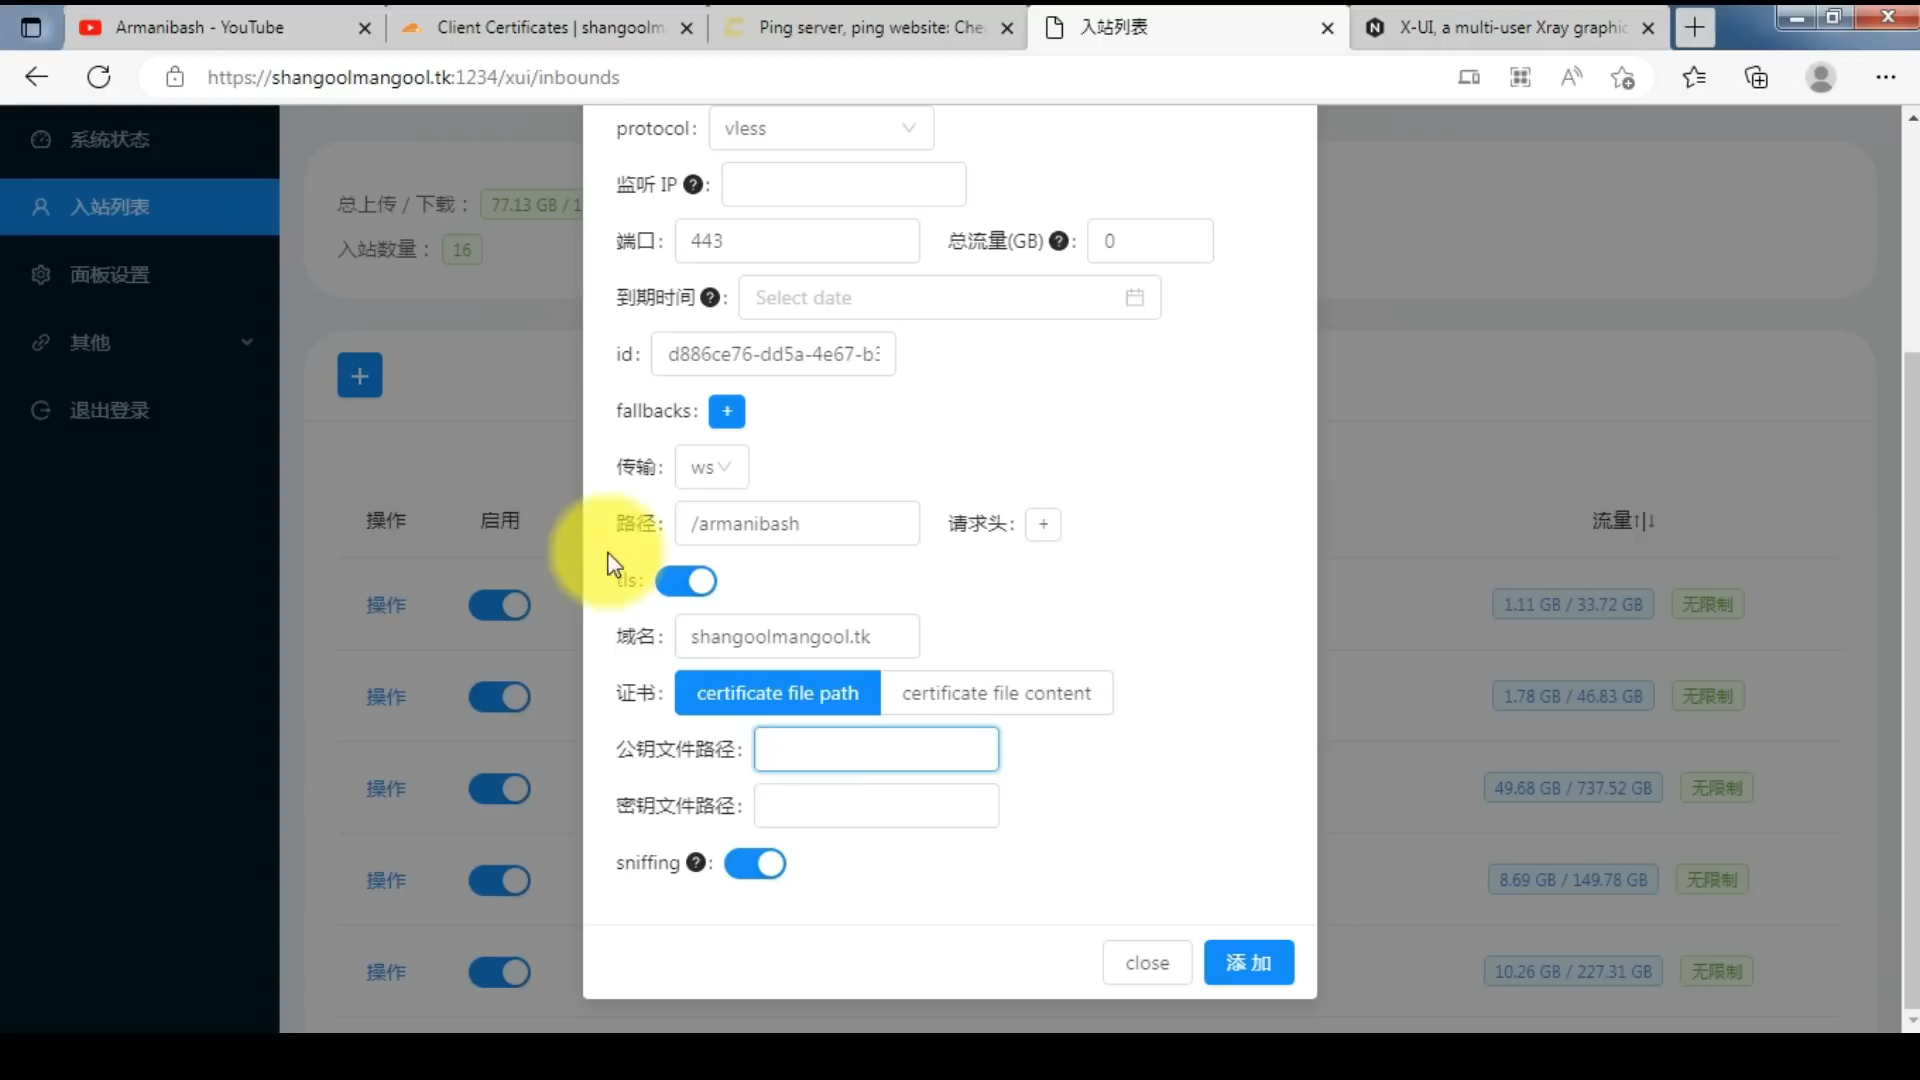 Armanibash - YouTube
Client Certificates | shangoolm
Ping server, ping website: Che
入站列表
X-UI, a multi-user Xray graphic
https://shangoolmangool.tk:1234/xui/inbounds
系统状态
入站列表
面板设置
其他
退出登录
总上传 / 下载： 77.13 GB / 1
入站数量： 16
操作 启用 流量
操作 1.11 GB / 33.72 GB 无限制
操作 1.78 GB / 46.83 GB 无限制
操作 49.68 GB / 737.52 GB 无限制
操作 8.69 GB / 149.78 GB 无限制
操作 10.26 GB / 227.31 GB 无限制
protocol: vless
监听 IP ?:
端口: 443 总流量(GB) ?: 0
到期时间 ?: Select date
id: d886ce76-dd5a-4e67-b3
fallbacks: +
传输: ws
路径: /armanibash 请求头: +
tls:
域名: shangoolmangool.tk
证书: certificate file path certificate file content
公钥文件路径:
密钥文件路径:
sniffing ?:
close 添 加